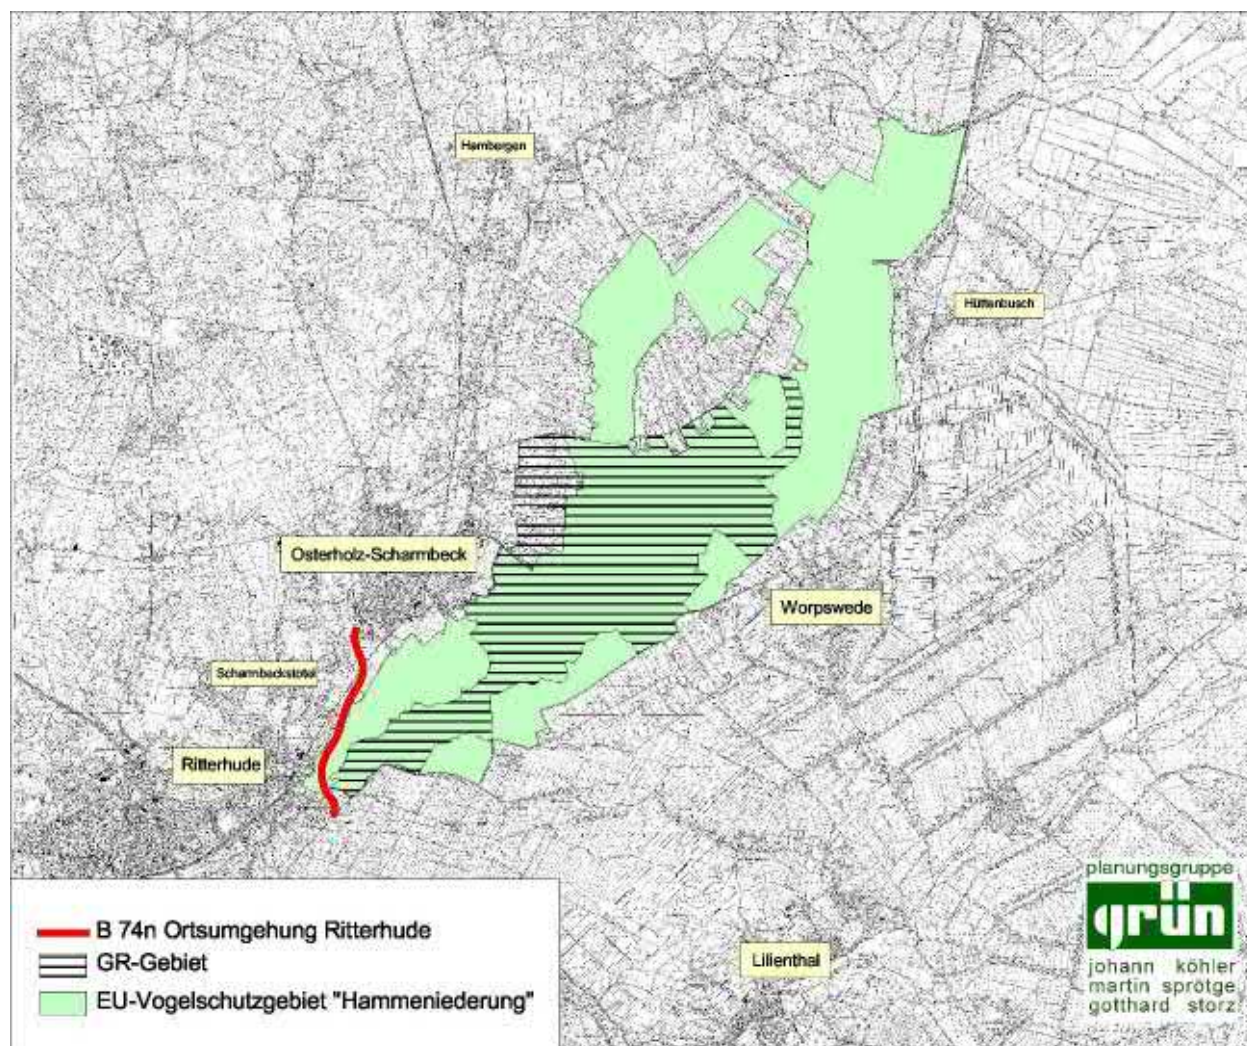 Hambergen
Hüttenbusch
Osterholz-Scharmbeck
Worpswede
Scharmbeckstotel
Ritterhude
Lilienthal
B 74n Ortsumgehung Ritterhude
GR-Gebiet
EU-Vogelschutzgebiet "Hammeniederung"
planungsgruppe
grün
johann köhler
martin sprötge
gotthard storz